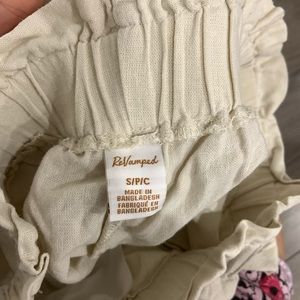 ReVamped
S/P/C
MADE IN
BANGLADESH
FABRIQUÉ EN
BANGLADESH